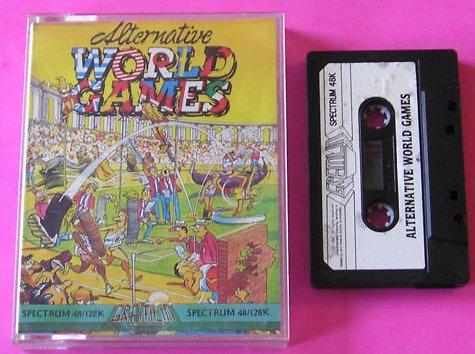 Alternative
WORLD
GAMES
SPECTRUM 48/128K
GREMLIN
SPECTRUM 48/128K
GREMLIN
SPECTRUM 48K
ALTERNATIVE WORLD GAMES